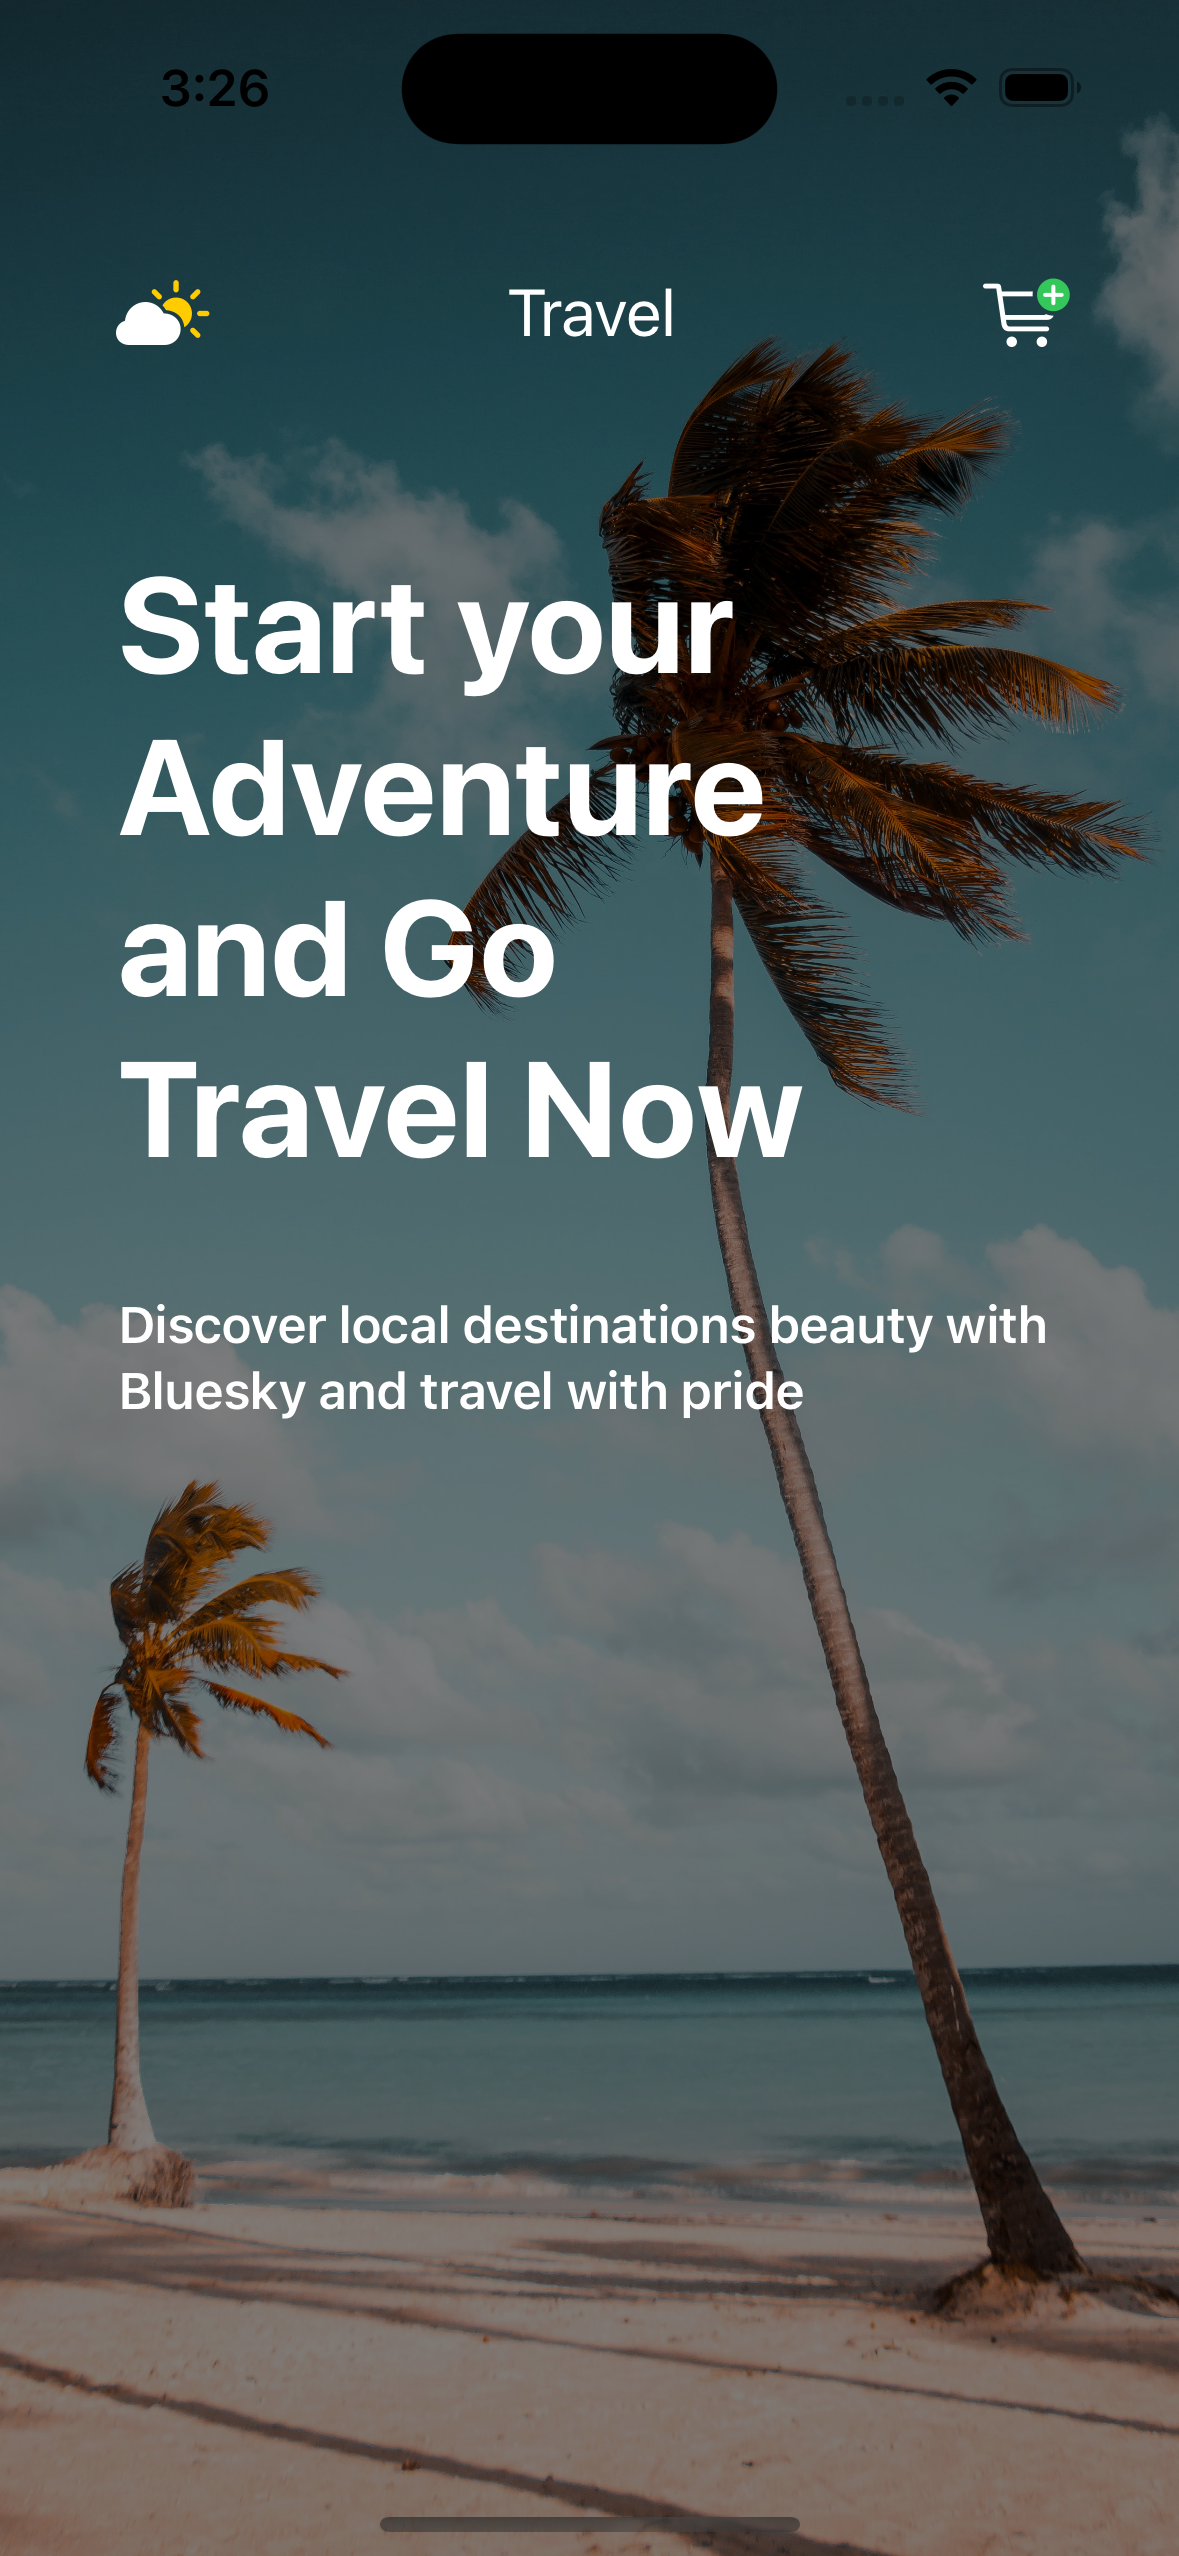 3:26
Travel
Start your
Adventure
and Go
Travel Now
Discover local destinations beauty with
Bluesky and travel with pride